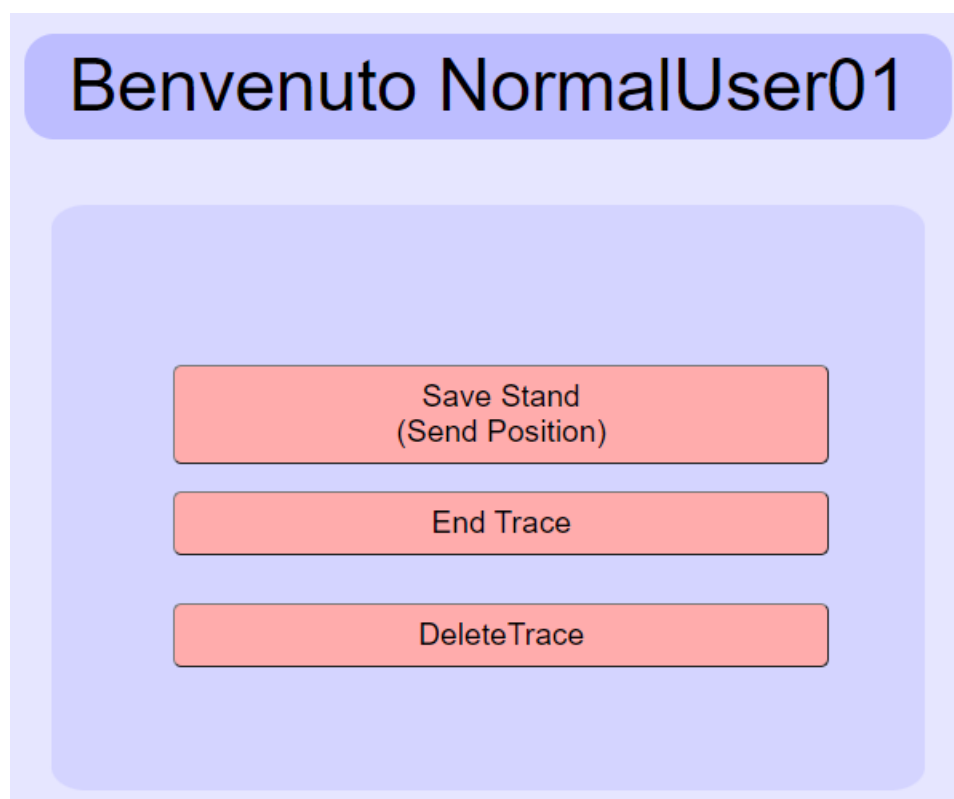 Benvenuto NormalUser01
Save Stand
(Send Position)
End Trace
DeleteTrace